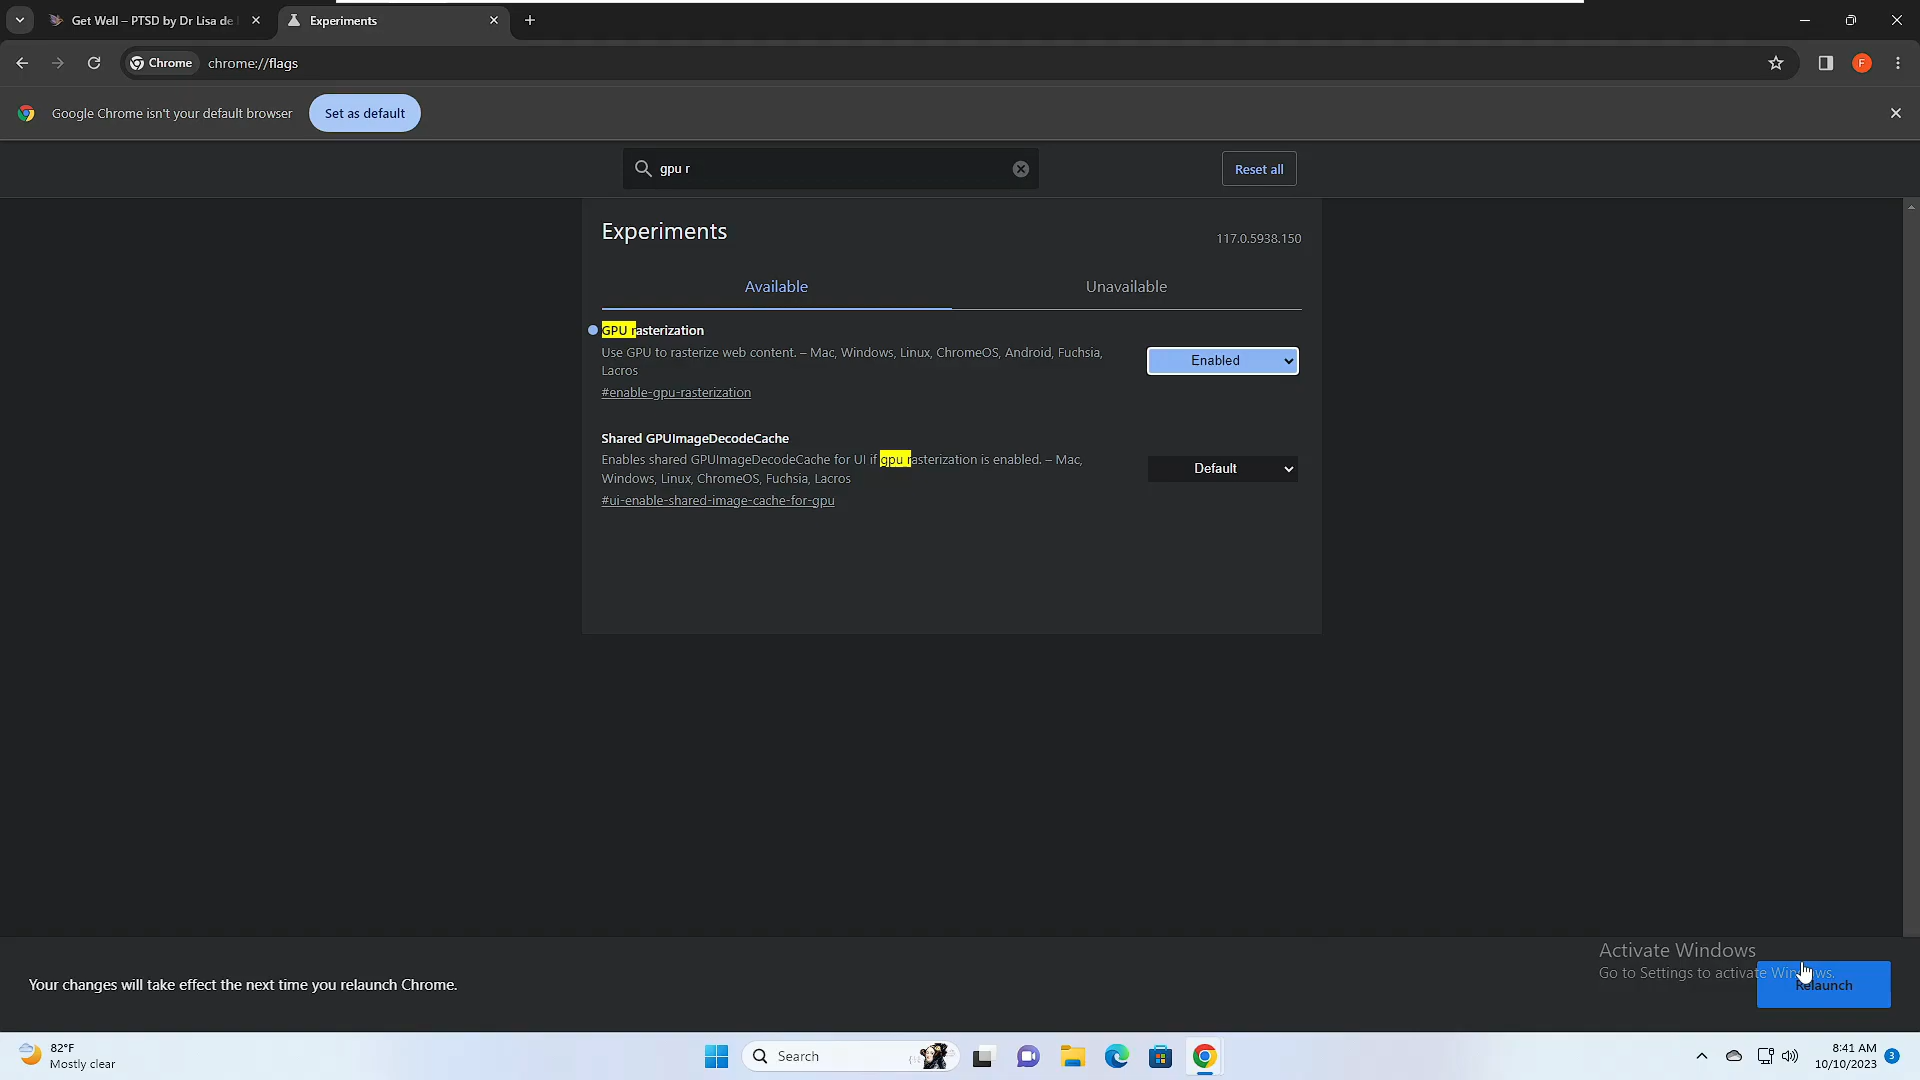 Get Well – PTSD by Dr Lisa de
Experiments
Chrome
chrome://flags
F
Google Chrome isn't your default browser
Set as default
gpu r
Reset all
Experiments
117.0.5938.150
Available
Unavailable
GPU rasterization
Use GPU to rasterize web content. – Mac, Windows, Linux, ChromeOS, Android, Fuchsia,
Lacros
#enable-gpu-rasterization
Enabled
Shared GPUImageDecodeCache
Enables shared GPUImageDecodeCache for UI if gpu rasterization is enabled. – Mac,
Windows, Linux, ChromeOS, Fuchsia, Lacros
#ui-enable-shared-image-cache-for-gpu
Default
Activate Windows
Go to Settings to activate Windows.
Your changes will take effect the next time you relaunch Chrome.
Relaunch
82°F
Mostly clear
Search
8:41 AM
10/10/2023
3